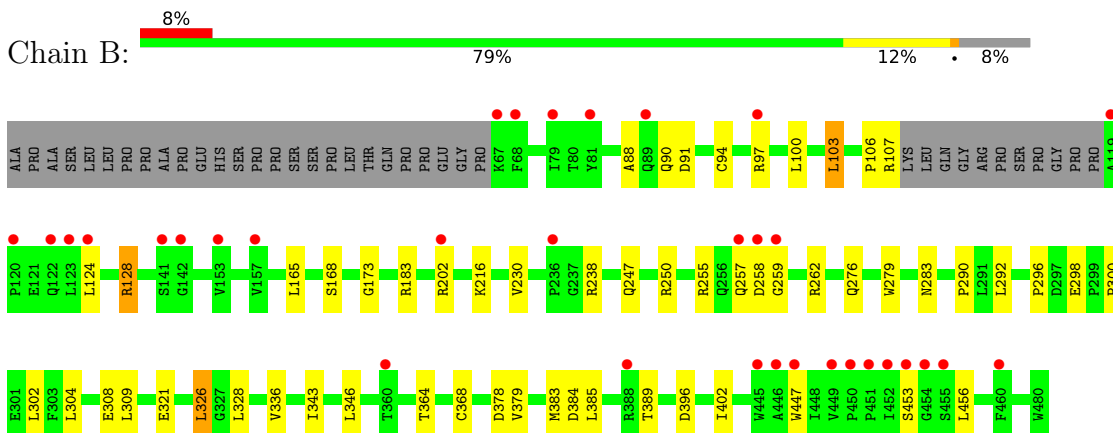 8%
Chain B:
79% 12% • 8%
ALA PRO ALA SER LEU LEU PRO PRO ALA PRO GLU HIS SER PRO PRO SER SER PRO LEU THR GLN PRO PRO GLU GLY PRO K67 F68 I79 T80 Y81 A88 Q89 Q90 D91 C94 R97 L100 L103 P106 R107 LYS LEU GLN GLY ARG PRO SER PRO GLY PRO PRO A119
P120 E121 Q122 L123 L124 R128 S141 G142 V153 V157 L165 S168 G173 R183 R202 K216 V230 P236 G237 R238 Q247 R250 R255 Q256 Q257 D258 G259 R262 Q276 W279 N283 P290 L291 L292 P296 D297 E298 P299
E301 L302 F303 L304 E308 L309 E321 L326 G327 L328 V336 I343 L346 T360 T364 C368 D378 V379 M383 D384 L385 R388 T389 D396 I402 W445 A446 W447 I448 V449 P450 P451 I452 S453 G454 S455 L456 F460 W480